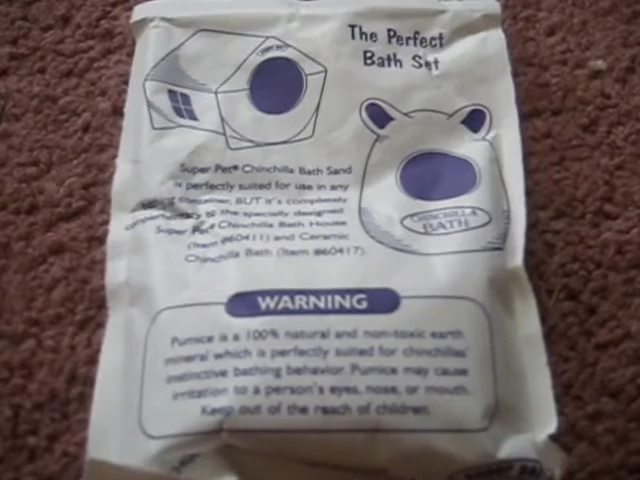 The Perfect
Bath Set
Super Pet® Chinchilla Bath Sand
is perfectly suited for use in any
container, BUT it's completely
complementary to the specially designed
Super Pet® Chinchilla Bath House
(Item #60411) and Ceramic
Chinchilla Bath (Item #60417).
CHINCHILLA
BATH
WARNING
Pumice is a 100% natural and non-toxic earth
mineral which is perfectly suited for chinchillas'
instinctive bathing behavior. Pumice may cause
irritation to a person's eyes, nose, or mouth.
Keep out of the reach of children.